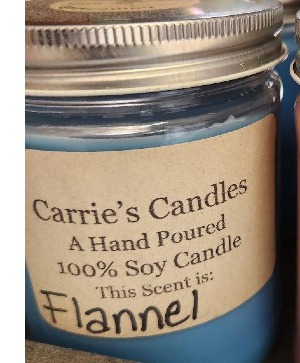 Carrie's Candles
A Hand Poured
100% Soy Candle
This Scent is:
Flannel